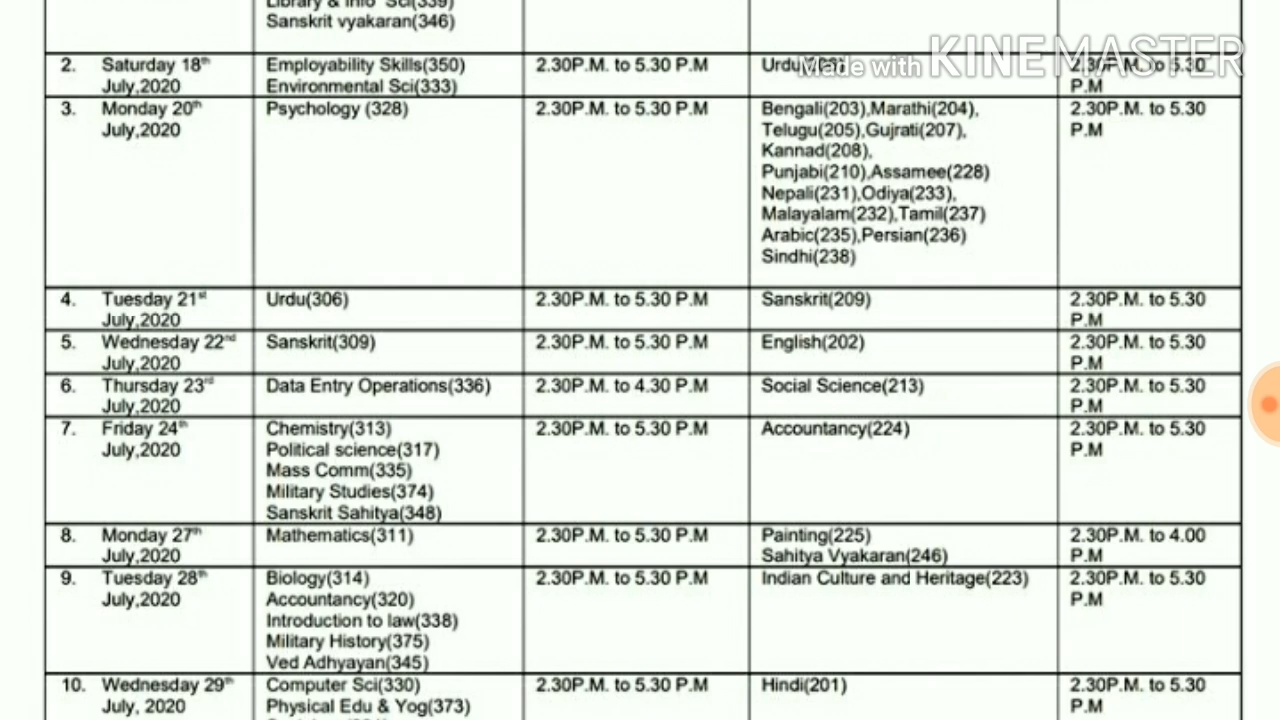 Library & Info Sci(339)
Sanskrit vyakaran(346)
Made with KINEMASTER
2. Saturday 18th July,2020
Employability Skills(350)
Environmental Sci(333)
2.30P.M. to 5.30 P.M
Urdu(206)
2.30P.M. to 5.30
P.M
3. Monday 20th
July,2020
Psychology (328)
2.30P.M. to 5.30 P.M
Bengali(203),Marathi(204),
Telugu(205),Gujrati(207),
Kannad(208),
Punjabi(210),Assamee(228)
Nepali(231),Odiya(233),
Malayalam(232),Tamil(237)
Arabic(235),Persian(236)
Sindhi(238)
2.30P.M. to 5.30
P.M
4. Tuesday 21st
July,2020
Urdu(306)
2.30P.M. to 5.30 P.M
Sanskrit(209)
2.30P.M. to 5.30
P.M
5. Wednesday 22nd
July,2020
Sanskrit(309)
2.30P.M. to 5.30 P.M
English(202)
2.30P.M. to 5.30
P.M
6. Thursday 23rd
July,2020
Data Entry Operations(336)
2.30P.M. to 4.30 P.M
Social Science(213)
2.30P.M. to 5.30
P.M
7. Friday 24th
July,2020
Chemistry(313)
Political science(317)
Mass Comm(335)
Military Studies(374)
Sanskrit Sahitya(348)
2.30P.M. to 5.30 P.M
Accountancy(224)
2.30P.M. to 5.30
P.M
8. Monday 27th
July,2020
Mathematics(311)
2.30P.M. to 5.30 P.M
Painting(225)
Sahitya Vyakaran(246)
2.30P.M. to 4.00
P.M
9. Tuesday 28th
July,2020
Biology(314)
Accountancy(320)
Introduction to law(338)
Military History(375)
Ved Adhyayan(345)
2.30P.M. to 5.30 P.M
Indian Culture and Heritage(223)
2.30P.M. to 5.30
P.M
10. Wednesday 29th
July, 2020
Computer Sci(330)
Physical Edu & Yog(373)
2.30P.M. to 5.30 P.M
Hindi(201)
2.30P.M. to 5.30
P.M